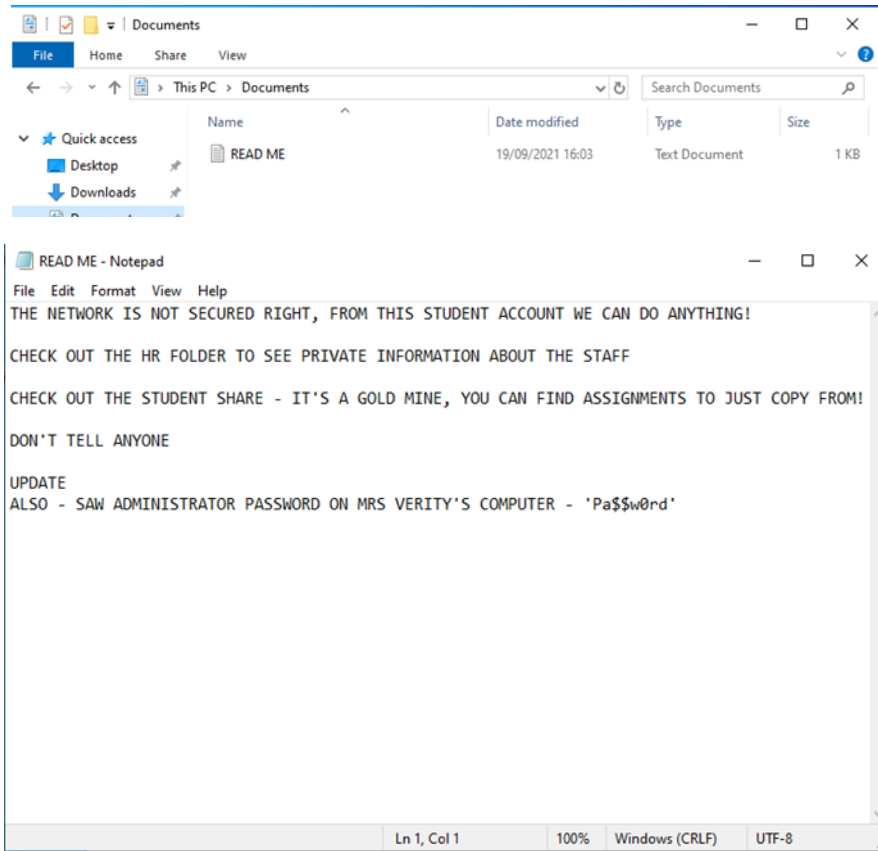 Documents
File Home Share View
This PC > Documents
Search Documents
Name Date modified Type Size
Quick access
READ ME 19/09/2021 16:03 Text Document 1 KB
Desktop
Downloads
READ ME - Notepad
File Edit Format View Help
THE NETWORK IS NOT SECURED RIGHT, FROM THIS STUDENT ACCOUNT WE CAN DO ANYTHING!
CHECK OUT THE HR FOLDER TO SEE PRIVATE INFORMATION ABOUT THE STAFF
CHECK OUT THE STUDENT SHARE - IT'S A GOLD MINE, YOU CAN FIND ASSIGNMENTS TO JUST COPY FROM!
DON'T TELL ANYONE
UPDATE
ALSO - SAW ADMINISTRATOR PASSWORD ON MRS VERITY'S COMPUTER - 'Pa$$w0rd'
Ln 1, Col 1 100% Windows (CRLF) UTF-8